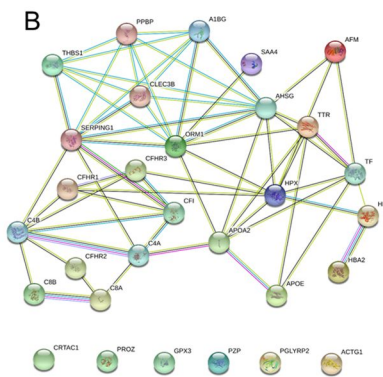 B
PPBP
A1BG
THBS1
SAA4
AFM
CLEC3B
AHSG
TTR
SERPING1
ORM1
CFHR3
TF
CFHR1
HPX
H
CFI
C4B
C4A
APOA2
CFHR2
HBA2
C8B
C8A
APOE
CRTAC1
PROZ
GPX3
PZP
PGLYRP2
ACTG1